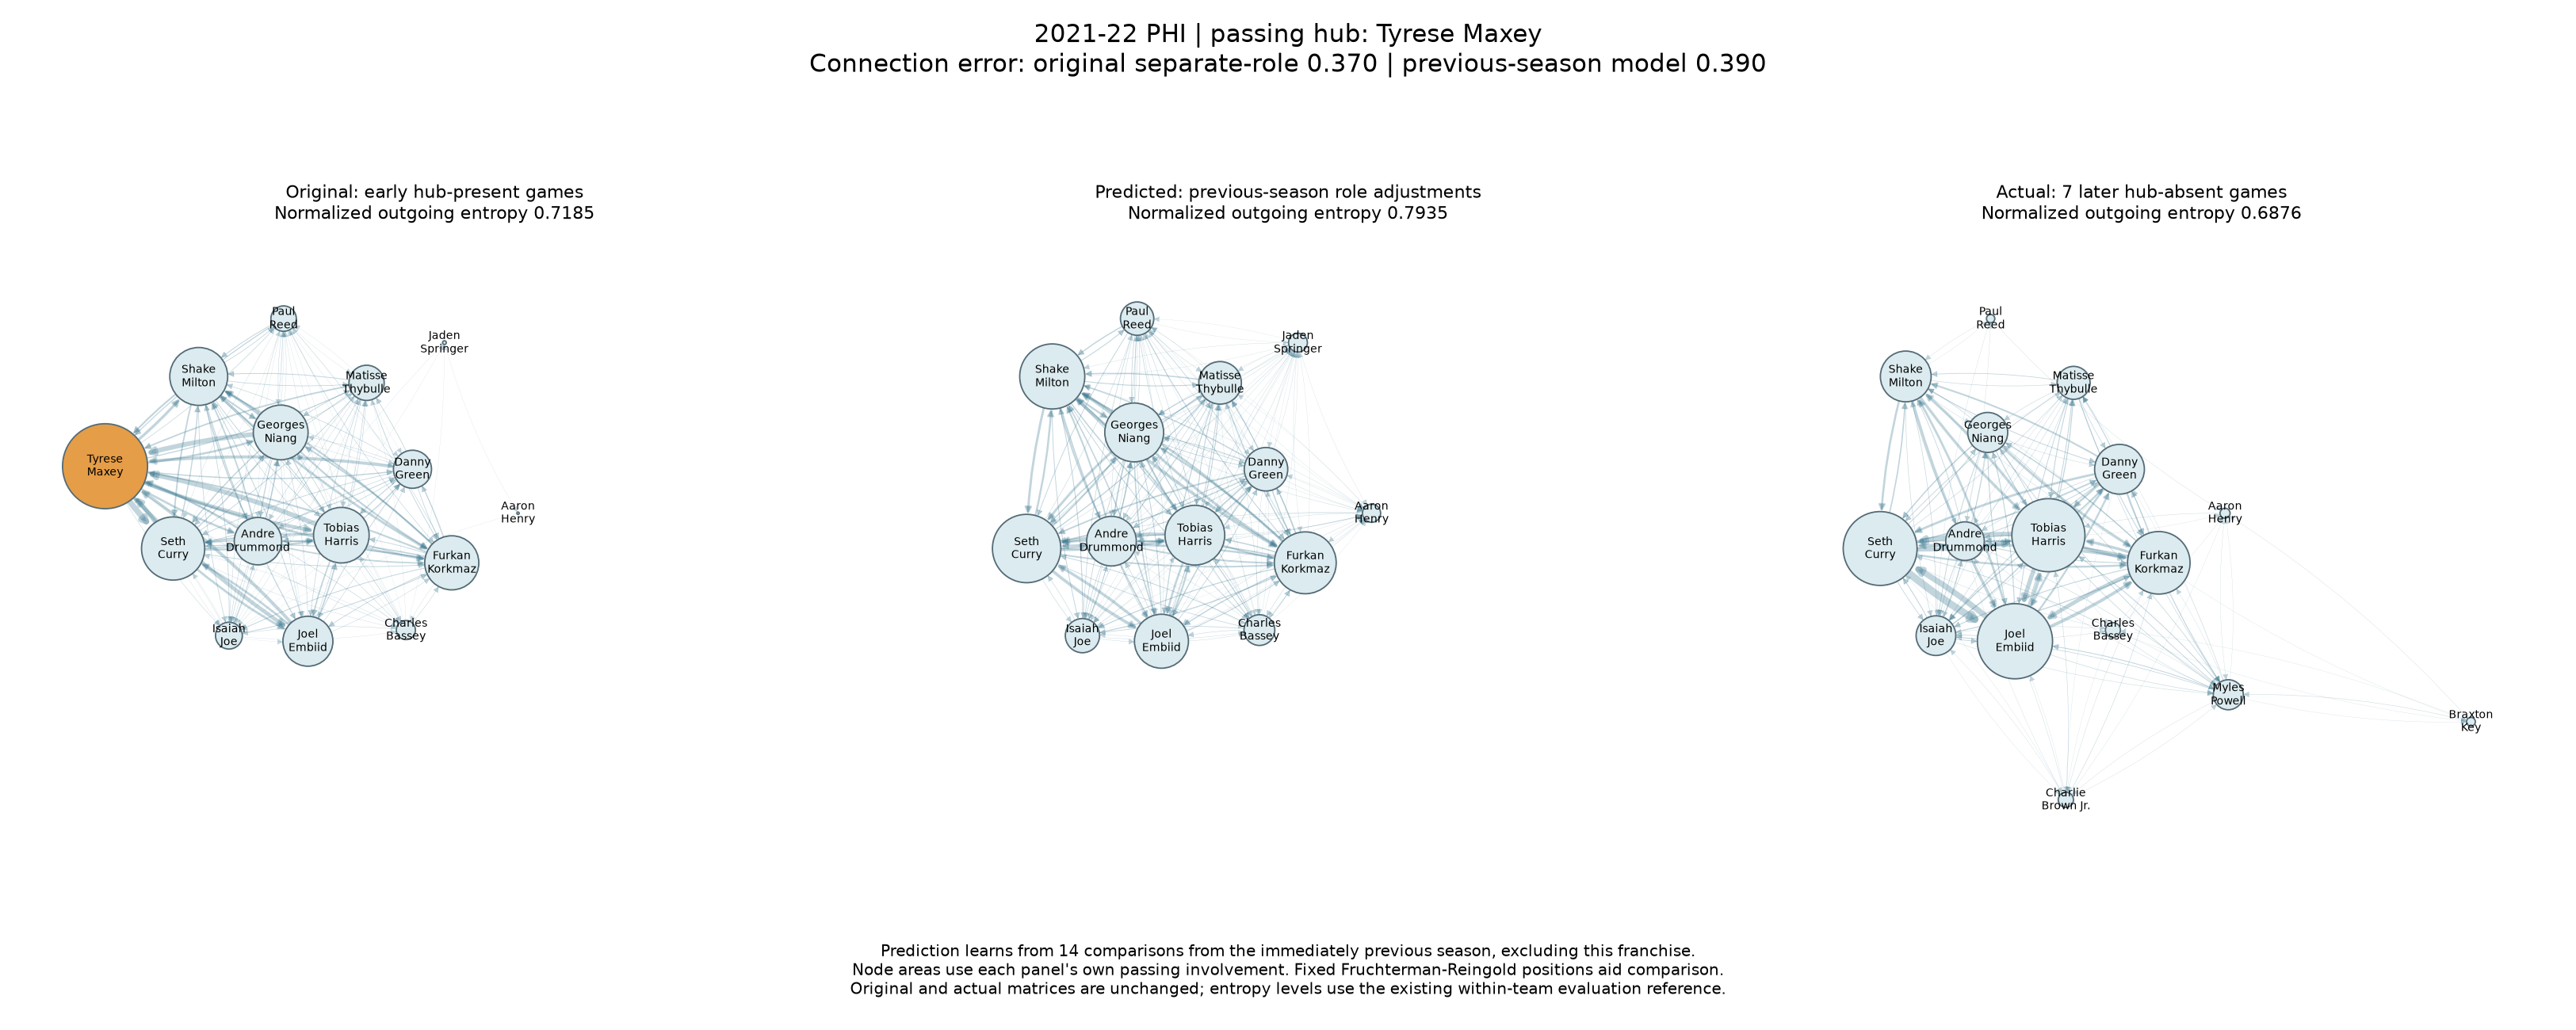 2021-22 PHI | passing hub: Tyrese Maxey
Connection error: original separate-role 0.370 | previous-season model 0.390
Original: early hub-present games
Normalized outgoing entropy 0.7185
Paul
Reed
Jaden
Springer
Shake
Milton
Matisse
Thybulle
Georges
Niang
Tyrese
Maxey
Danny
Green
Aaron
Henry
Seth
Curry
Andre
Drummond
Tobias
Harris
Furkan
Korkmaz
Isaiah
Joe
Joel
Embiid
Charles
Bassey
Predicted: previous-season role adjustments
Normalized outgoing entropy 0.7935
Paul
Reed
Jaden
Springer
Shake
Milton
Matisse
Thybulle
Georges
Niang
Danny
Green
Aaron
Henry
Seth
Curry
Andre
Drummond
Tobias
Harris
Furkan
Korkmaz
Isaiah
Joe
Joel
Embiid
Charles
Bassey
Actual: 7 later hub-absent games
Normalized outgoing entropy 0.6876
Paul
Reed
Shake
Milton
Matisse
Thybulle
Georges
Niang
Danny
Green
Aaron
Henry
Seth
Curry
Andre
Drummond
Tobias
Harris
Furkan
Korkmaz
Isaiah
Joe
Joel
Embiid
Charles
Bassey
Myles
Powell
Braxton
Key
Charlie
Brown Jr.
Prediction learns from 14 comparisons from the immediately previous season, excluding this franchise.
Node areas use each panel's own passing involvement. Fixed Fruchterman-Reingold positions aid comparison.
Original and actual matrices are unchanged; entropy levels use the existing within-team evaluation reference.